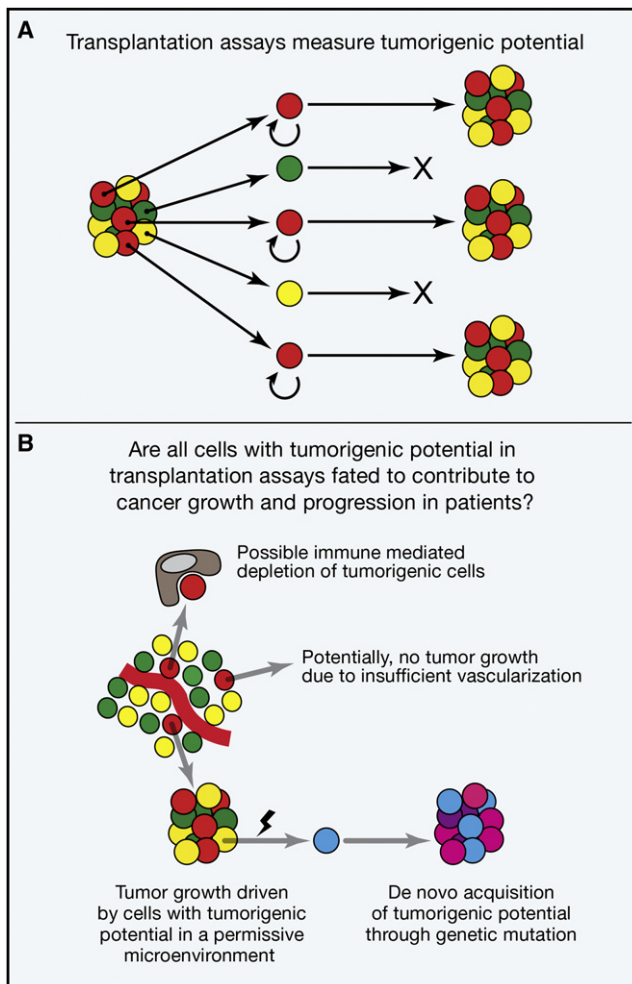 A
Transplantation assays measure tumorigenic potential
X
X
B
Are all cells with tumorigenic potential in
transplantation assays fated to contribute to
cancer growth and progression in patients?
Possible immune mediated
depletion of tumorigenic cells
Potentially, no tumor growth
due to insufficient vascularization
Tumor growth driven
by cells with tumorigenic
potential in a permissive
microenvironment
De novo acquisition
of tumorigenic potential
through genetic mutation